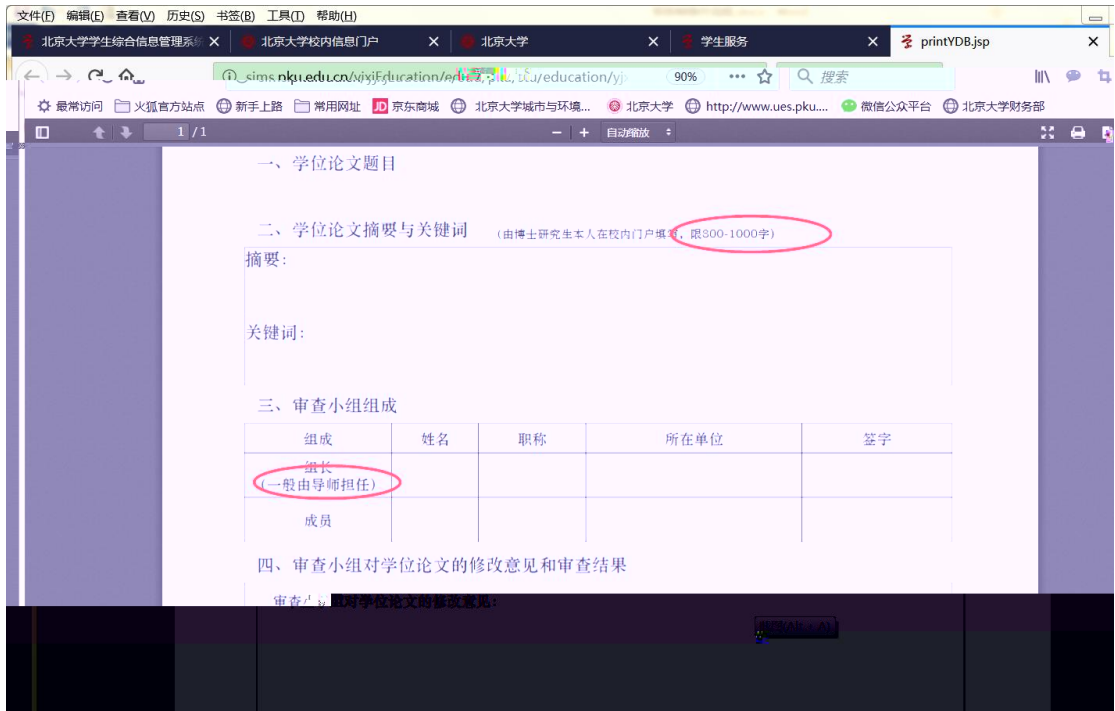 文件(F) 编辑(E) 查看(V) 历史(S) 书签(B) 工具(T) 帮助(H)
北京大学学生综合信息管理系统 北京大学校内信息门户 北京大学 学生服务 printYDB.jsp
90% 搜索
最常访问 火狐官方站点 新手上路 常用网址 JD 京东商城 北京大学城市与环境... 北京大学 http://www.ues.pku.... 微信公众平台 北京大学财务部
1 / 1 — + 自动缩放
一、学位论文题目
二、学位论文摘要与关键词 (由博士研究生本人在校内门户填写, 限800-1000字)
摘要:
关键词:
三、审查小组组成
组成 姓名 职称 所在单位 签字
组长
(一般由导师担任)
成员
四、审查小组对学位论文的修改意见和审查结果
审查小组对学位论文的修改意见: